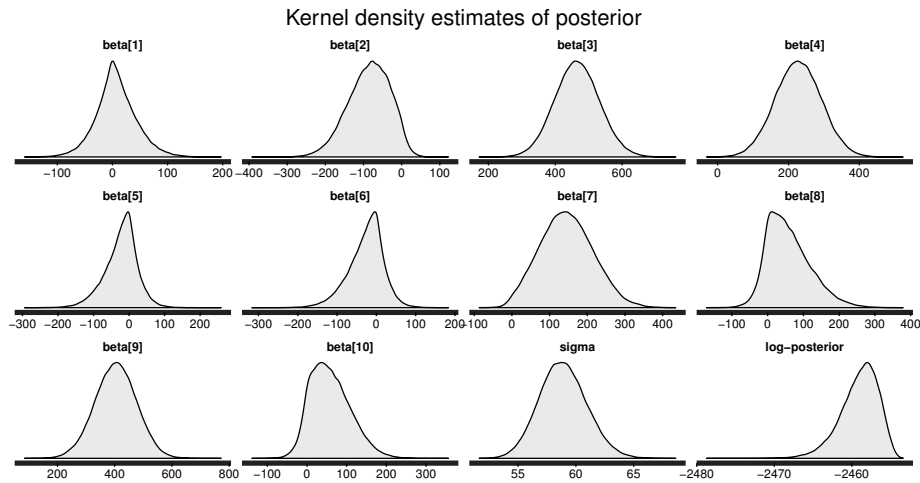 Kernel density estimates of posterior
beta[1] beta[2] beta[3] beta[4]
−100 0 100 200 −400 −300 −200 −100 0 100 200 400 600 0 200 400
beta[5] beta[6] beta[7] beta[8]
−300 −200 −100 0 100 200 −300 −200 −100 0 100 200 −100 0 100 200 300 400 −100 0 100 200 300 400
beta[9] beta[10] sigma log−posterior
200 400 600 800 −100 0 100 200 300 55 60 65 −2480 −2470 −2460